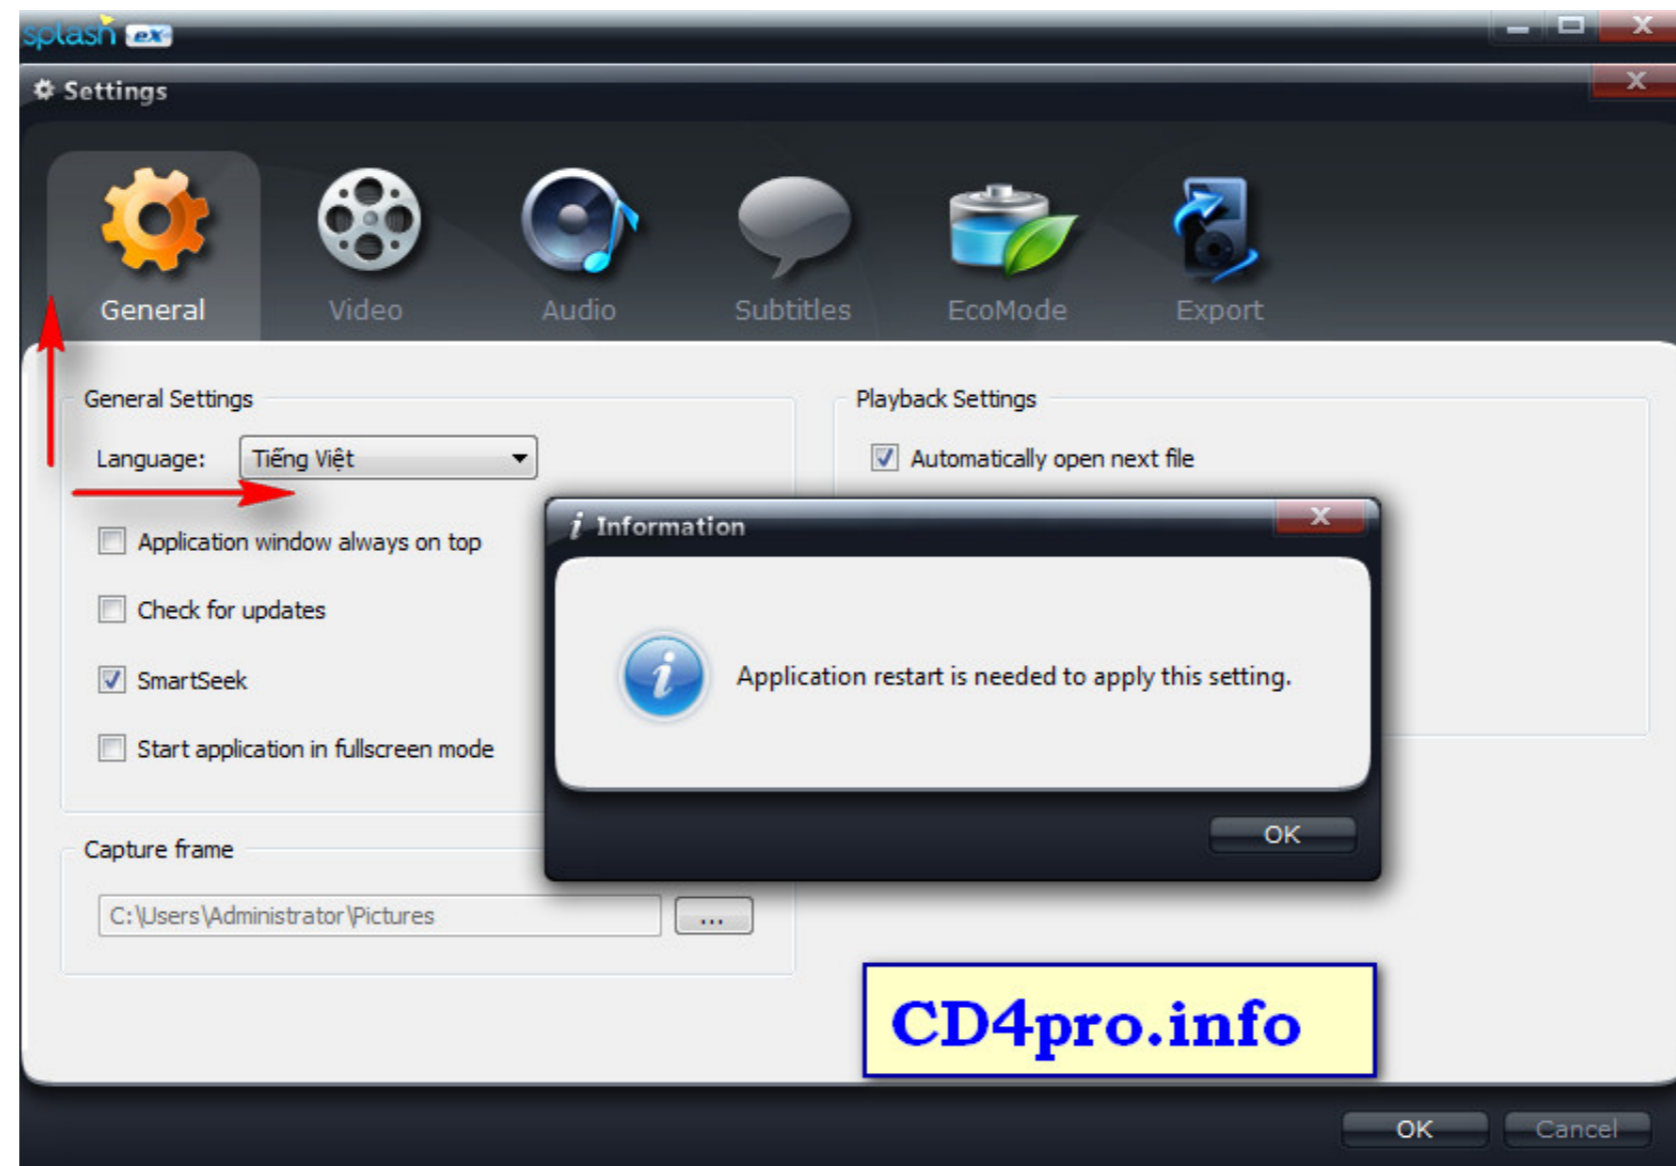 splash ex
Settings
General
Video
Audio
Subtitles
EcoMode
Export
General Settings
Language: Tiếng Việt
Application window always on top
Check for updates
SmartSeek
Start application in fullscreen mode
Capture frame
C:\Users\Administrator\Pictures
...
Playback Settings
Automatically open next file
Information
Application restart is needed to apply this setting.
OK
CD4pro.info
OK
Cancel